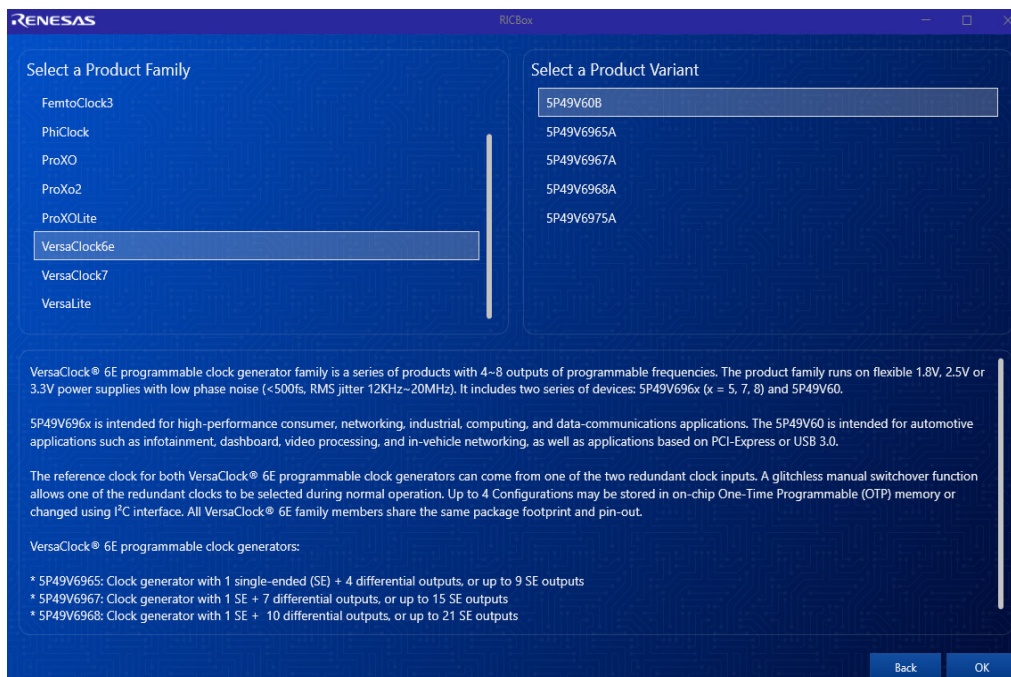 RENESAS
RICBox
Select a Product Family
FemtoClock3
PhiClock
ProXO
ProXo2
ProXOLite
VersaClock6e
VersaClock7
VersaLite
Select a Product Variant
5P49V60B
5P49V6965A
5P49V6967A
5P49V6968A
5P49V6975A
VersaClock® 6E programmable clock generator family is a series of products with 4~8 outputs of programmable frequencies. The product family runs on flexible 1.8V, 2.5V or
3.3V power supplies with low phase noise (<500fs, RMS jitter 12KHz~20MHz). It includes two series of devices: 5P49V696x (x = 5, 7, 8) and 5P49V60.
5P49V696x is intended for high-performance consumer, networking, industrial, computing, and data-communications applications. The 5P49V60 is intended for automotive
applications such as infotainment, dashboard, video processing, and in-vehicle networking, as well as applications based on PCI-Express or USB 3.0.
The reference clock for both VersaClock® 6E programmable clock generators can come from one of the two redundant clock inputs. A glitchless manual switchover function
allows one of the redundant clocks to be selected during normal operation. Up to 4 Configurations may be stored in on-chip One-Time Programmable (OTP) memory or
changed using I²C interface. All VersaClock® 6E family members share the same package footprint and pin-out.
VersaClock® 6E programmable clock generators:
* 5P49V6965: Clock generator with 1 single-ended (SE) + 4 differential outputs, or up to 9 SE outputs
* 5P49V6967: Clock generator with 1 SE + 7 differential outputs, or up to 15 SE outputs
* 5P49V6968: Clock generator with 1 SE + 10 differential outputs, or up to 21 SE outputs
Back
OK